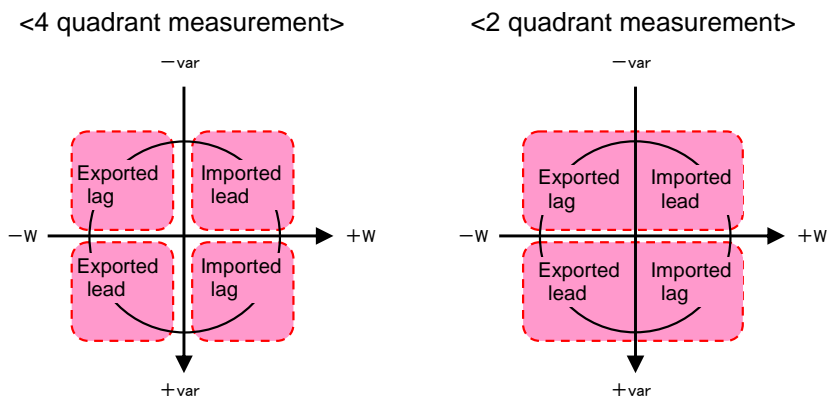 <4 quadrant measurement>
－var
Exported
lag
Imported
lead
－W
＋W
Exported
lead
Imported
lag
＋var
<2 quadrant measurement>
－var
Exported
lag
Imported
lead
－W
＋W
Exported
lead
Imported
lag
＋var